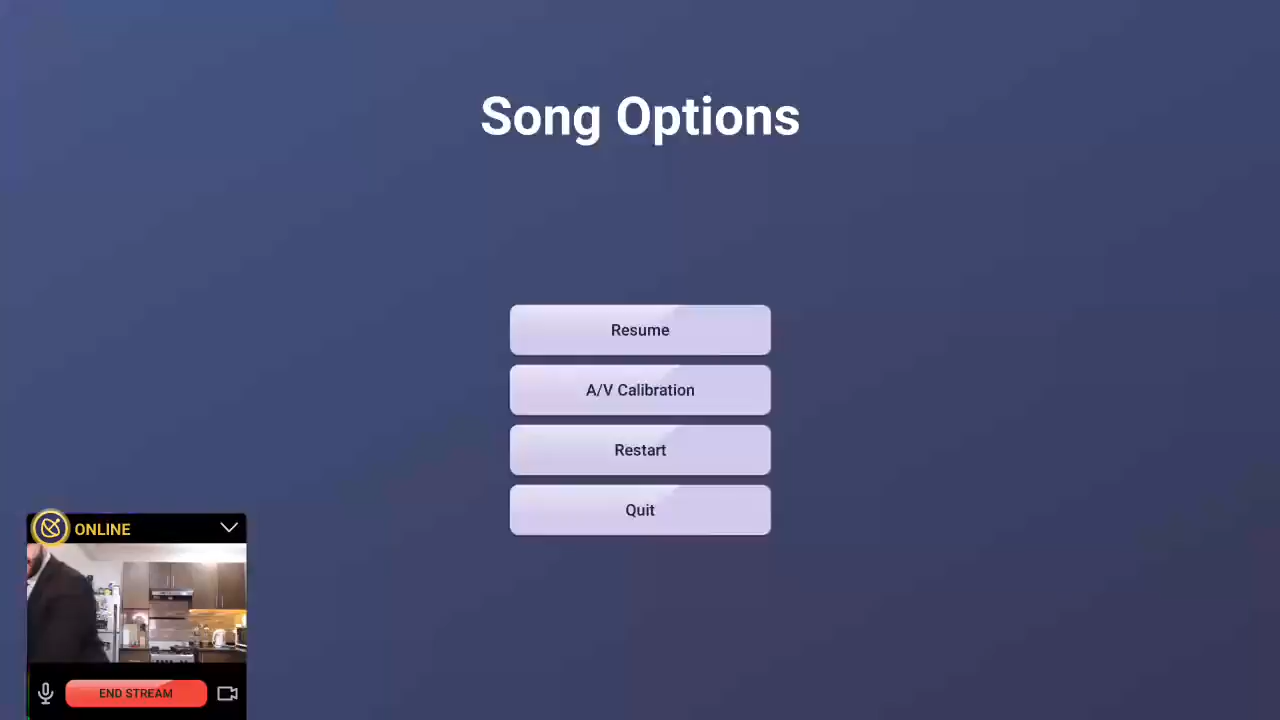 Song Options
Resume
A/V Calibration
Restart
Quit
ONLINE
END STREAM